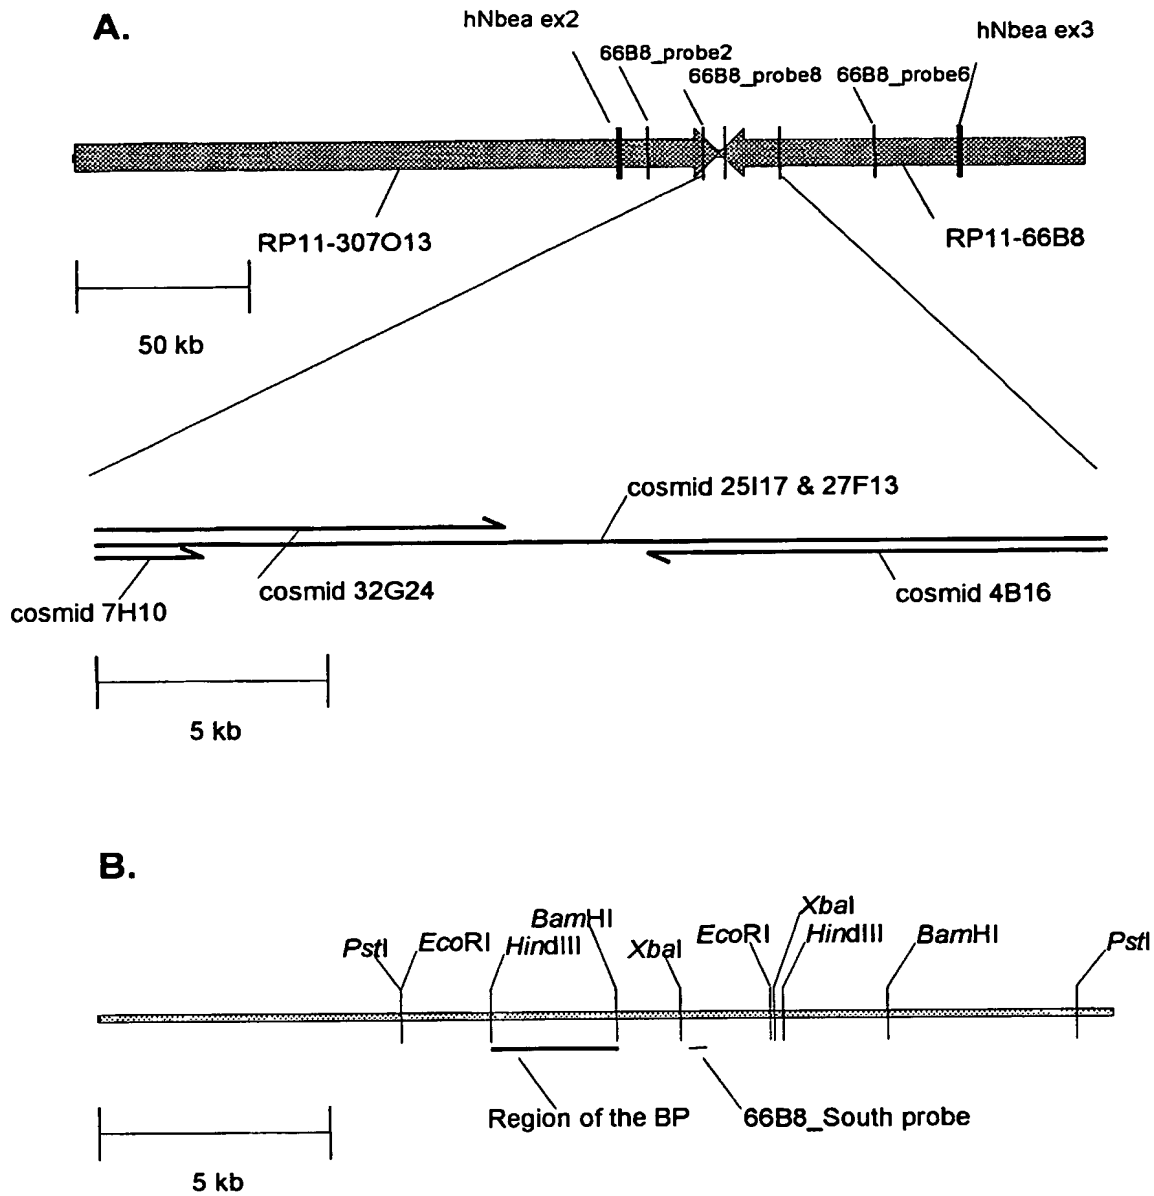 A.
hNbea ex2
hNbea ex3
66B8_probe2
66B8_probe8
66B8_probe6
RP11-307O13
RP11-66B8
50 kb
cosmid 25I17 & 27F13
cosmid 32G24
cosmid 4B16
cosmid 7H10
5 kb
B.
PstI
EcoRI
HindIII
BamHI
XbaI
EcoRI
XbaI
HindIII
BamHI
PstI
Region of the BP
66B8_South probe
5 kb